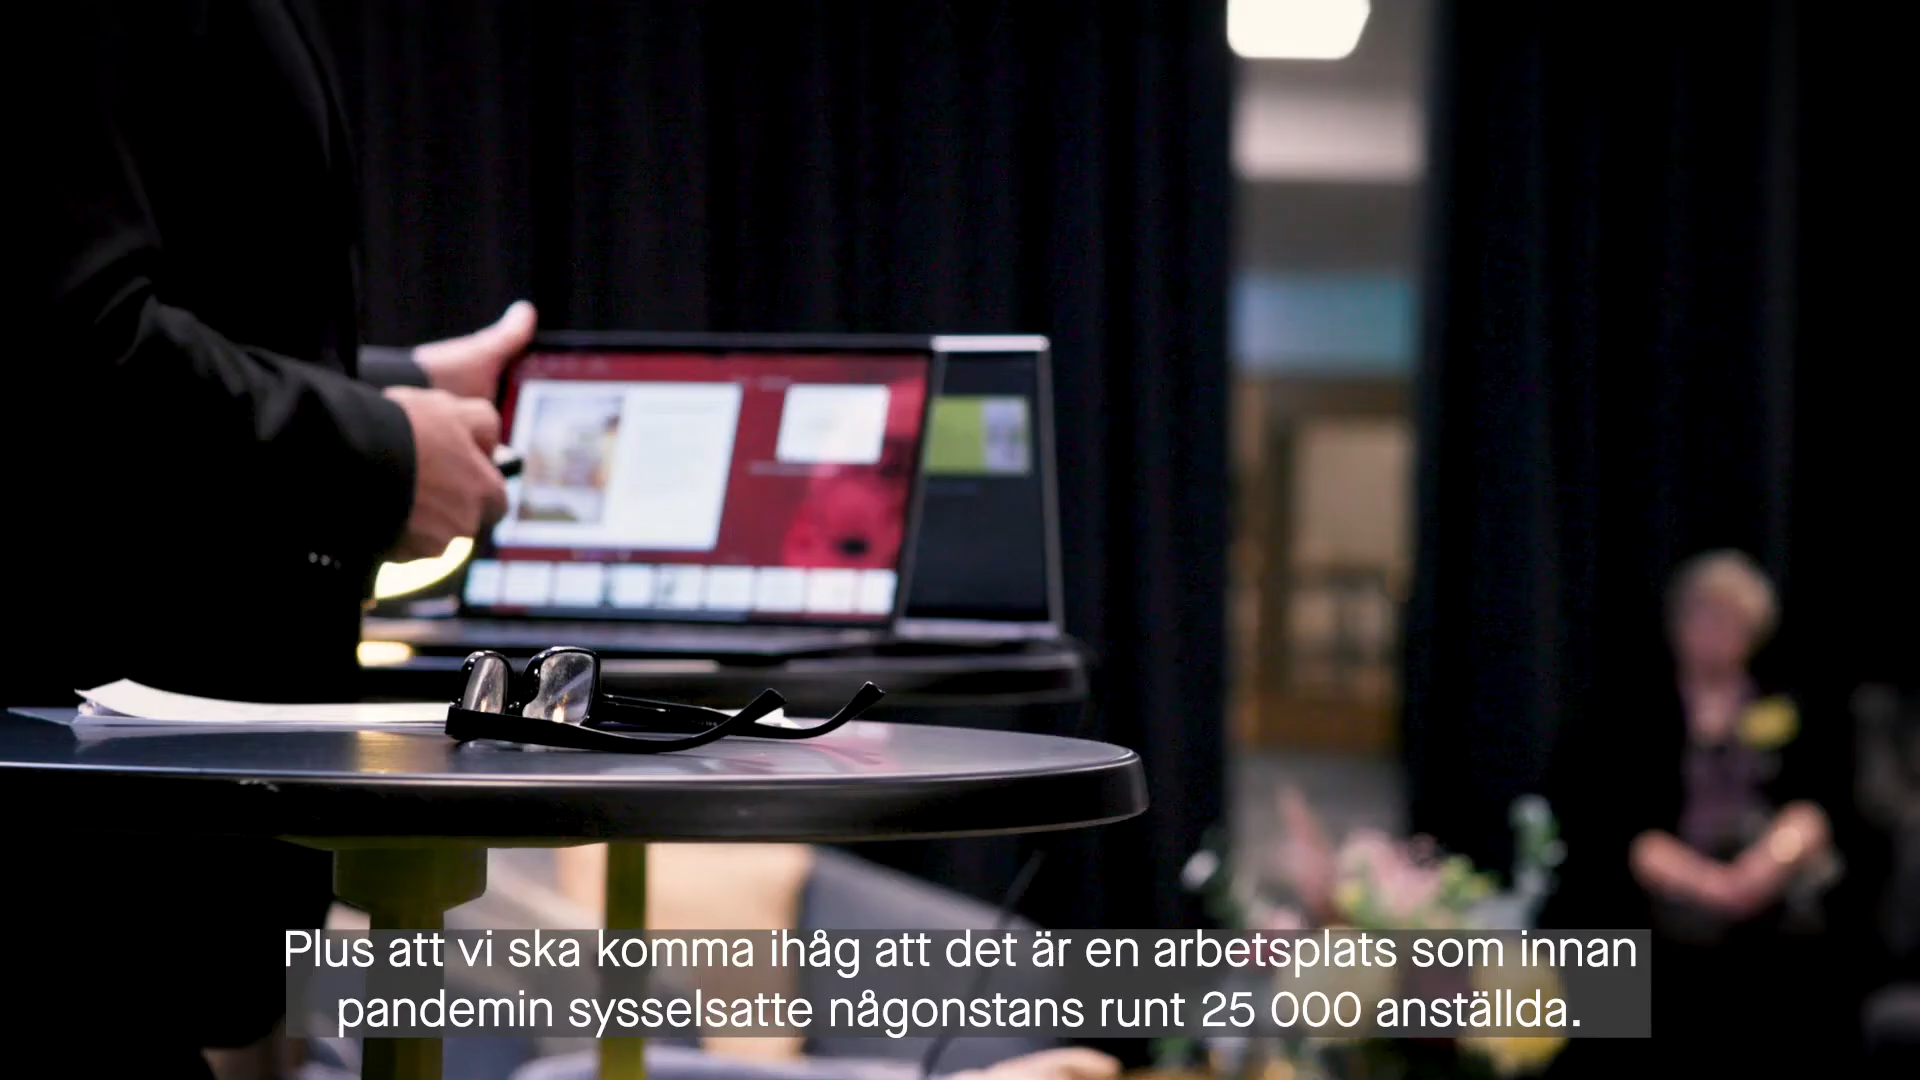 Plus att vi ska komma ihåg att det är en arbetsplats som innan
pandemin sysselsatte någonstans runt 25 000 anställda.